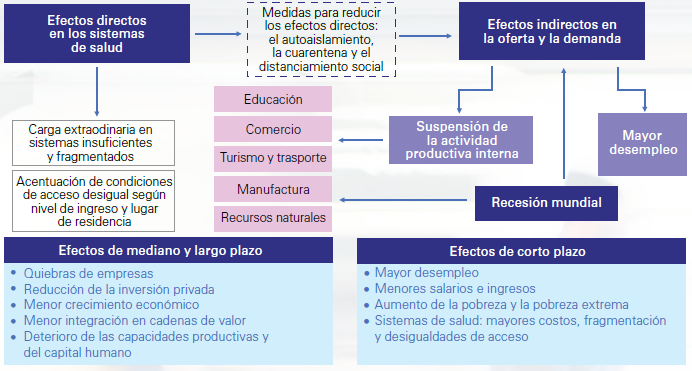 Efectos directos
en los sistemas
de salud
Medidas para reducir
los efectos directos:
el autoaislamiento,
la cuarentena y el
distanciamiento social
Efectos indirectos en
la oferta y la demanda
Carga extraodinaria en
sistemas insuficientes
y fragmentados
Acentuación de condiciones
de acceso desigual según
nivel de ingreso y lugar
de residencia
Educación
Comercio
Turismo y trasporte
Manufactura
Recursos naturales
Suspensión de
la actividad
productiva interna
Mayor
desempleo
Recesión mundial
Efectos de mediano y largo plazo
• Quiebras de empresas
• Reducción de la inversión privada
• Menor crecimiento económico
• Menor integración en cadenas de valor
• Deterioro de las capacidades productivas y
del capital humano
Efectos de corto plazo
• Mayor desempleo
• Menores salarios e ingresos
• Aumento de la pobreza y la pobreza extrema
• Sistemas de salud: mayores costos, fragmentación
y desigualdades de acceso